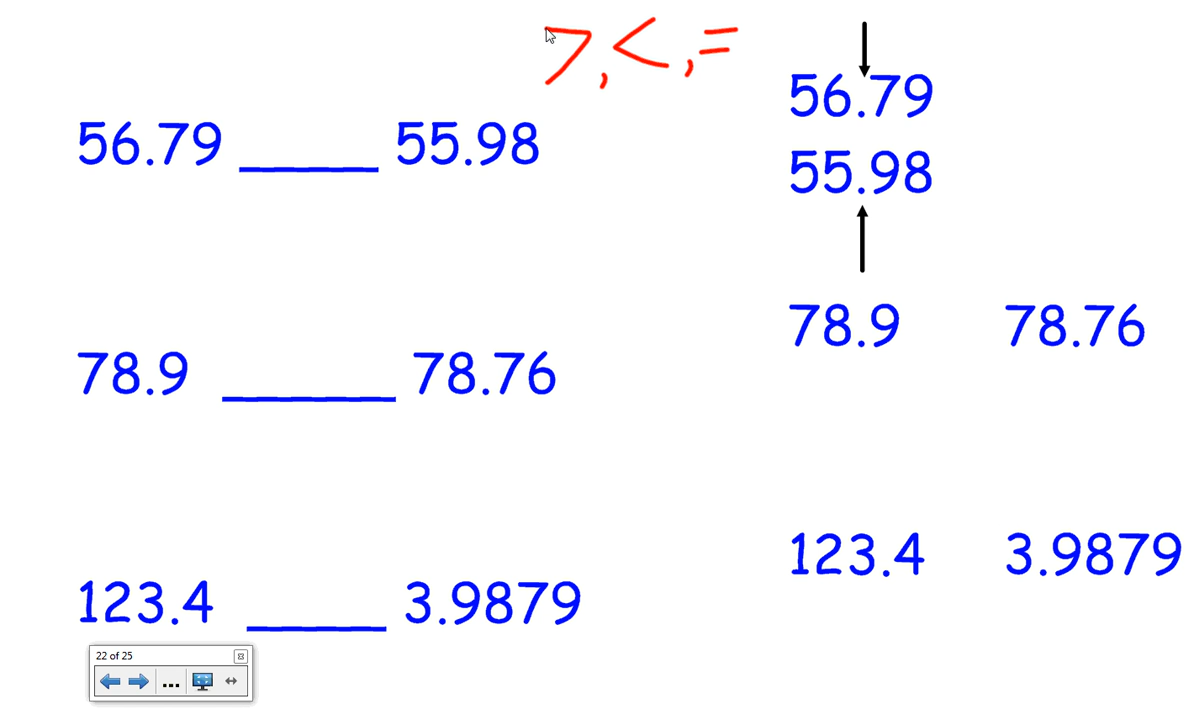 >, <, =
56.79
56.79 _____ 55.98
55.98
78.9 78.76
78.9 ______ 78.76
123.4 3.9879
123.4 _____ 3.9879
22 of 25
...